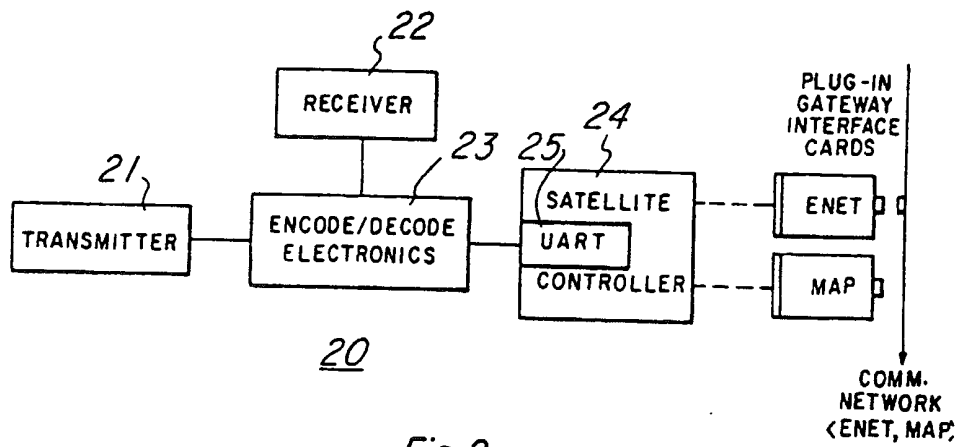 22
RECEIVER
21
TRANSMITTER
23
ENCODE/DECODE
ELECTRONICS
25
24
SATELLITE
UART
CONTROLLER
PLUG-IN
GATEWAY
INTERFACE
CARDS
ENET
MAP
20
COMM.
NETWORK
<ENET, MAP>